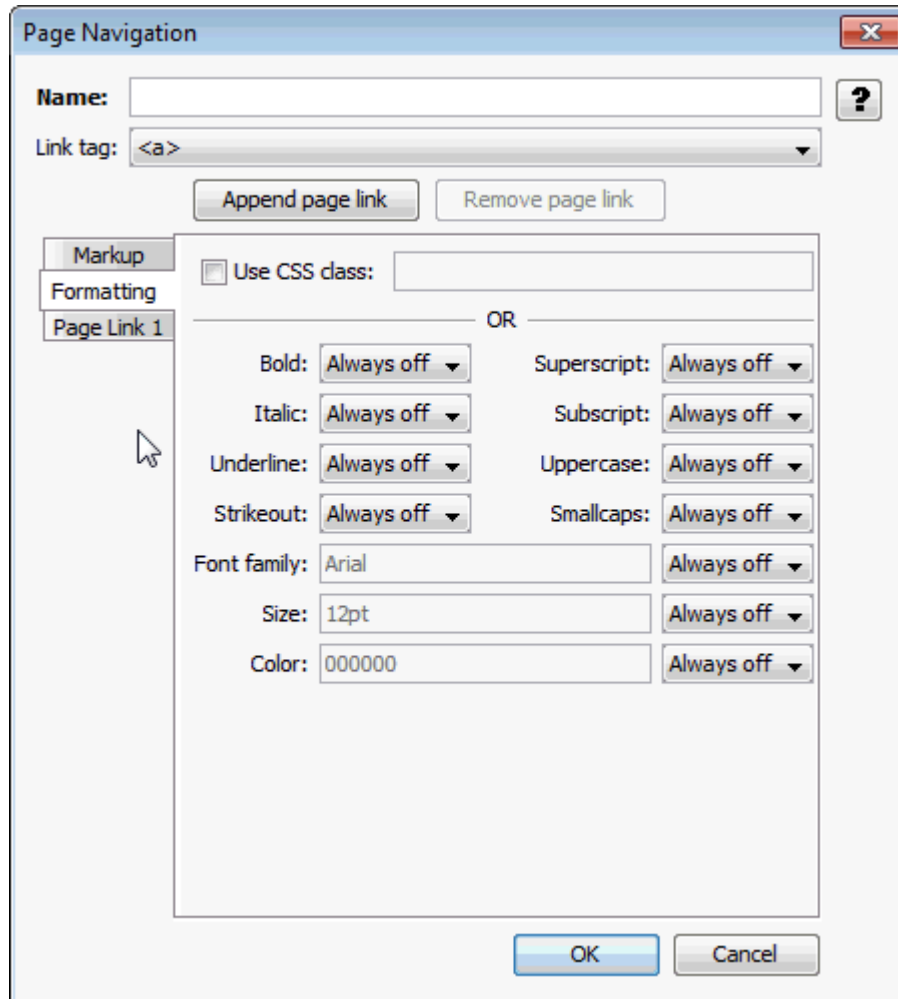 Page Navigation
Name:
?
Link tag: <a>
Append page link Remove page link
Markup
Formatting
Page Link 1
Use CSS class:
OR
Bold: Always off Superscript: Always off
Italic: Always off Subscript: Always off
Underline: Always off Uppercase: Always off
Strikeout: Always off Smallcaps: Always off
Font family: Arial Always off
Size: 12pt Always off
Color: 000000 Always off
OK Cancel